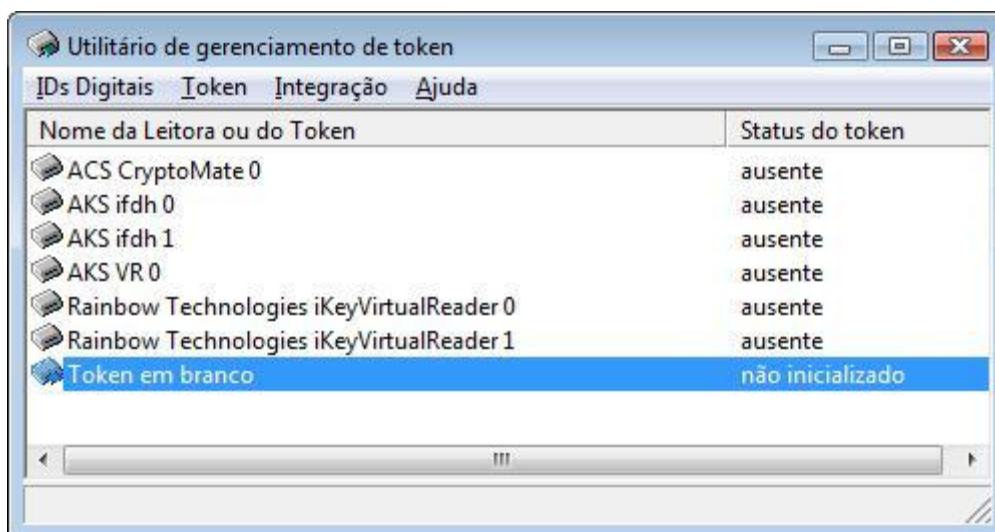 Utilitário de gerenciamento de token
IDs Digitais Token Integração Ajuda
Nome da Leitora ou do Token Status do token
ACS CryptoMate 0 ausente
AKS ifdh 0 ausente
AKS ifdh 1 ausente
AKS VR 0 ausente
Rainbow Technologies iKeyVirtualReader 0 ausente
Rainbow Technologies iKeyVirtualReader 1 ausente
Token em branco não inicializado